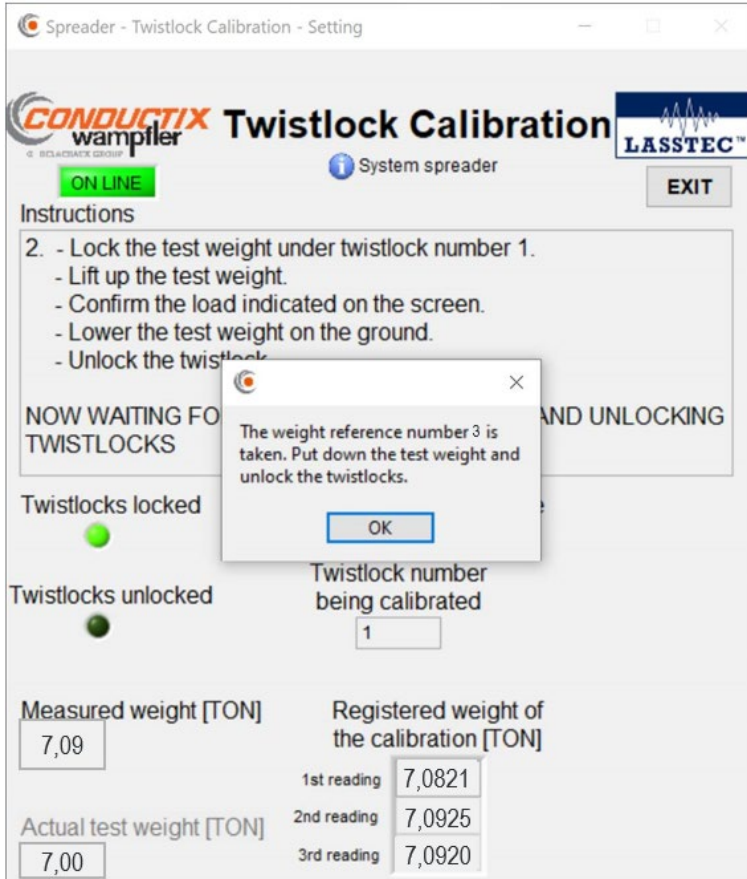 Spreader - Twistlock Calibration - Setting
CONDUCTIX
wampfler
Twistlock Calibration
LASSTEC™
System spreader
ON LINE
EXIT
Instructions
2. - Lock the test weight under twistlock number 1.
- Lift up the test weight.
- Confirm the load indicated on the screen.
- Lower the test weight on the ground.
- Unlock the
NOW WAITING AND UNLOCKING
TWISTLOCKS
The weight reference number 3 is
taken. Put down the test weight and
unlock the twistlocks.
OK
Twistlocks locked
Twistlocks unlocked
Twistlock number
being calibrated
1
Measured weight [TON]
7,09
Registered weight of
the calibration [TON]
1st reading 7,0821
2nd reading 7,0925
3rd reading 7,0920
Actual test weight [TON]
7,00